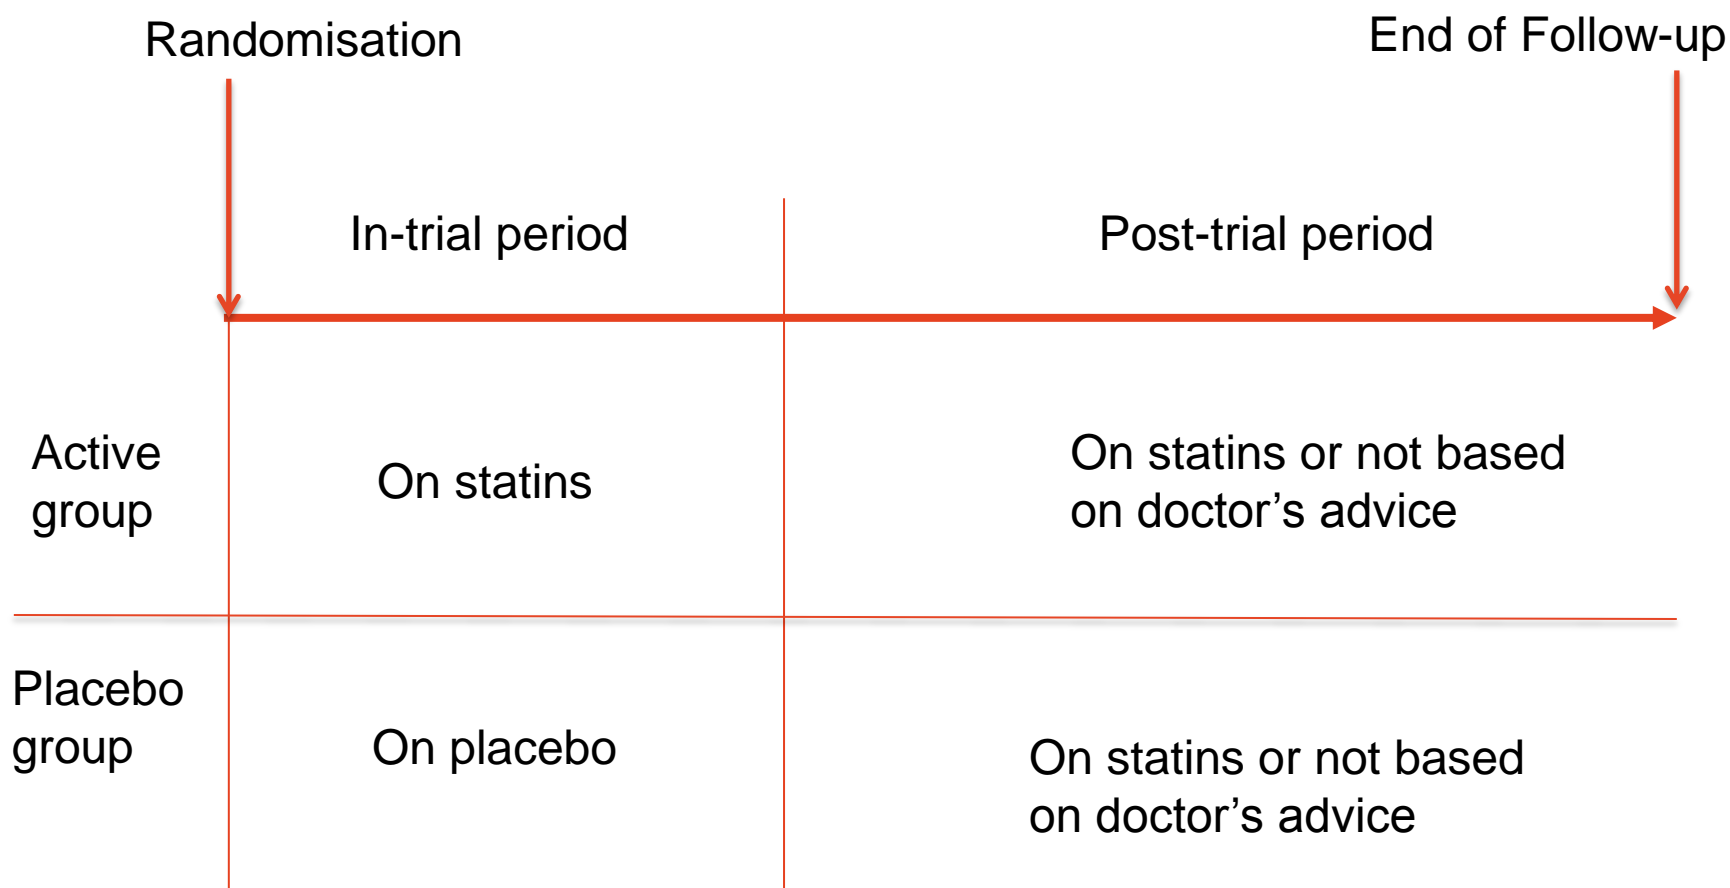 Randomisation
End of Follow-up
In-trial period
Post-trial period
Active
group
On statins
On statins or not based
on doctor’s advice
Placebo
group
On placebo
On statins or not based
on doctor’s advice